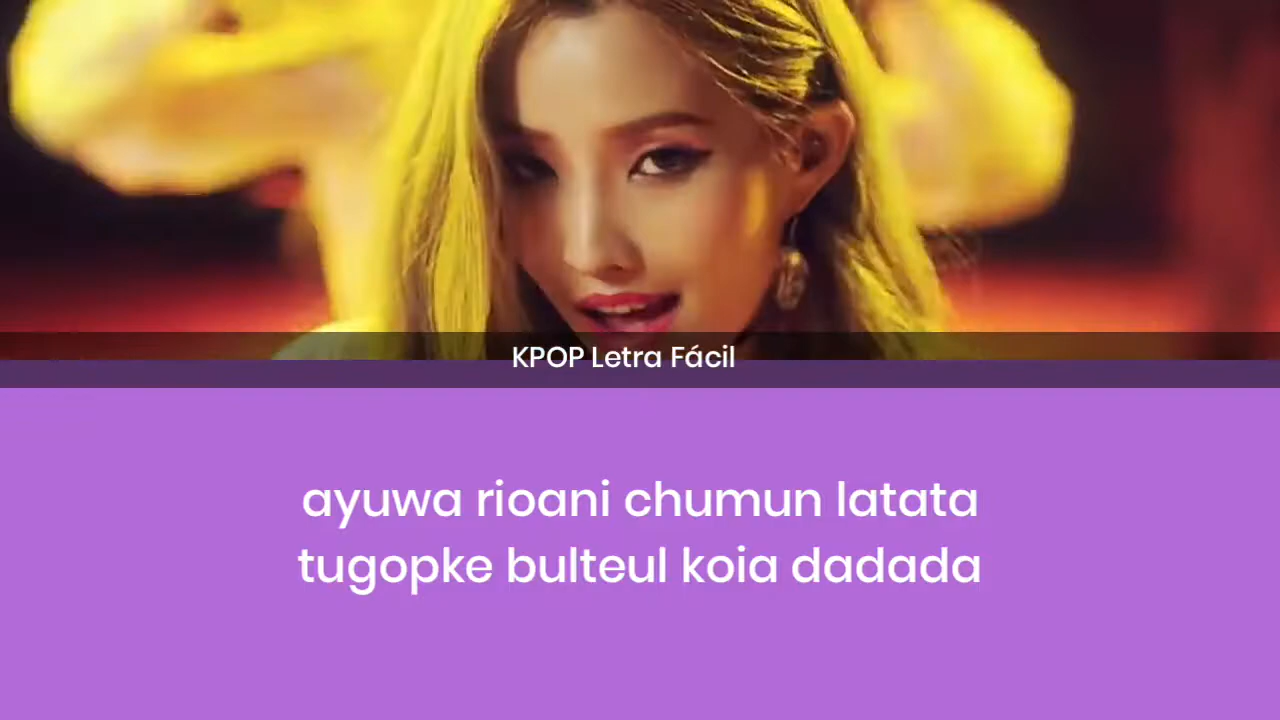 KPOP Letra Fácil
ayuwa rioani chumun latata
tugopke bulteul koia dadada